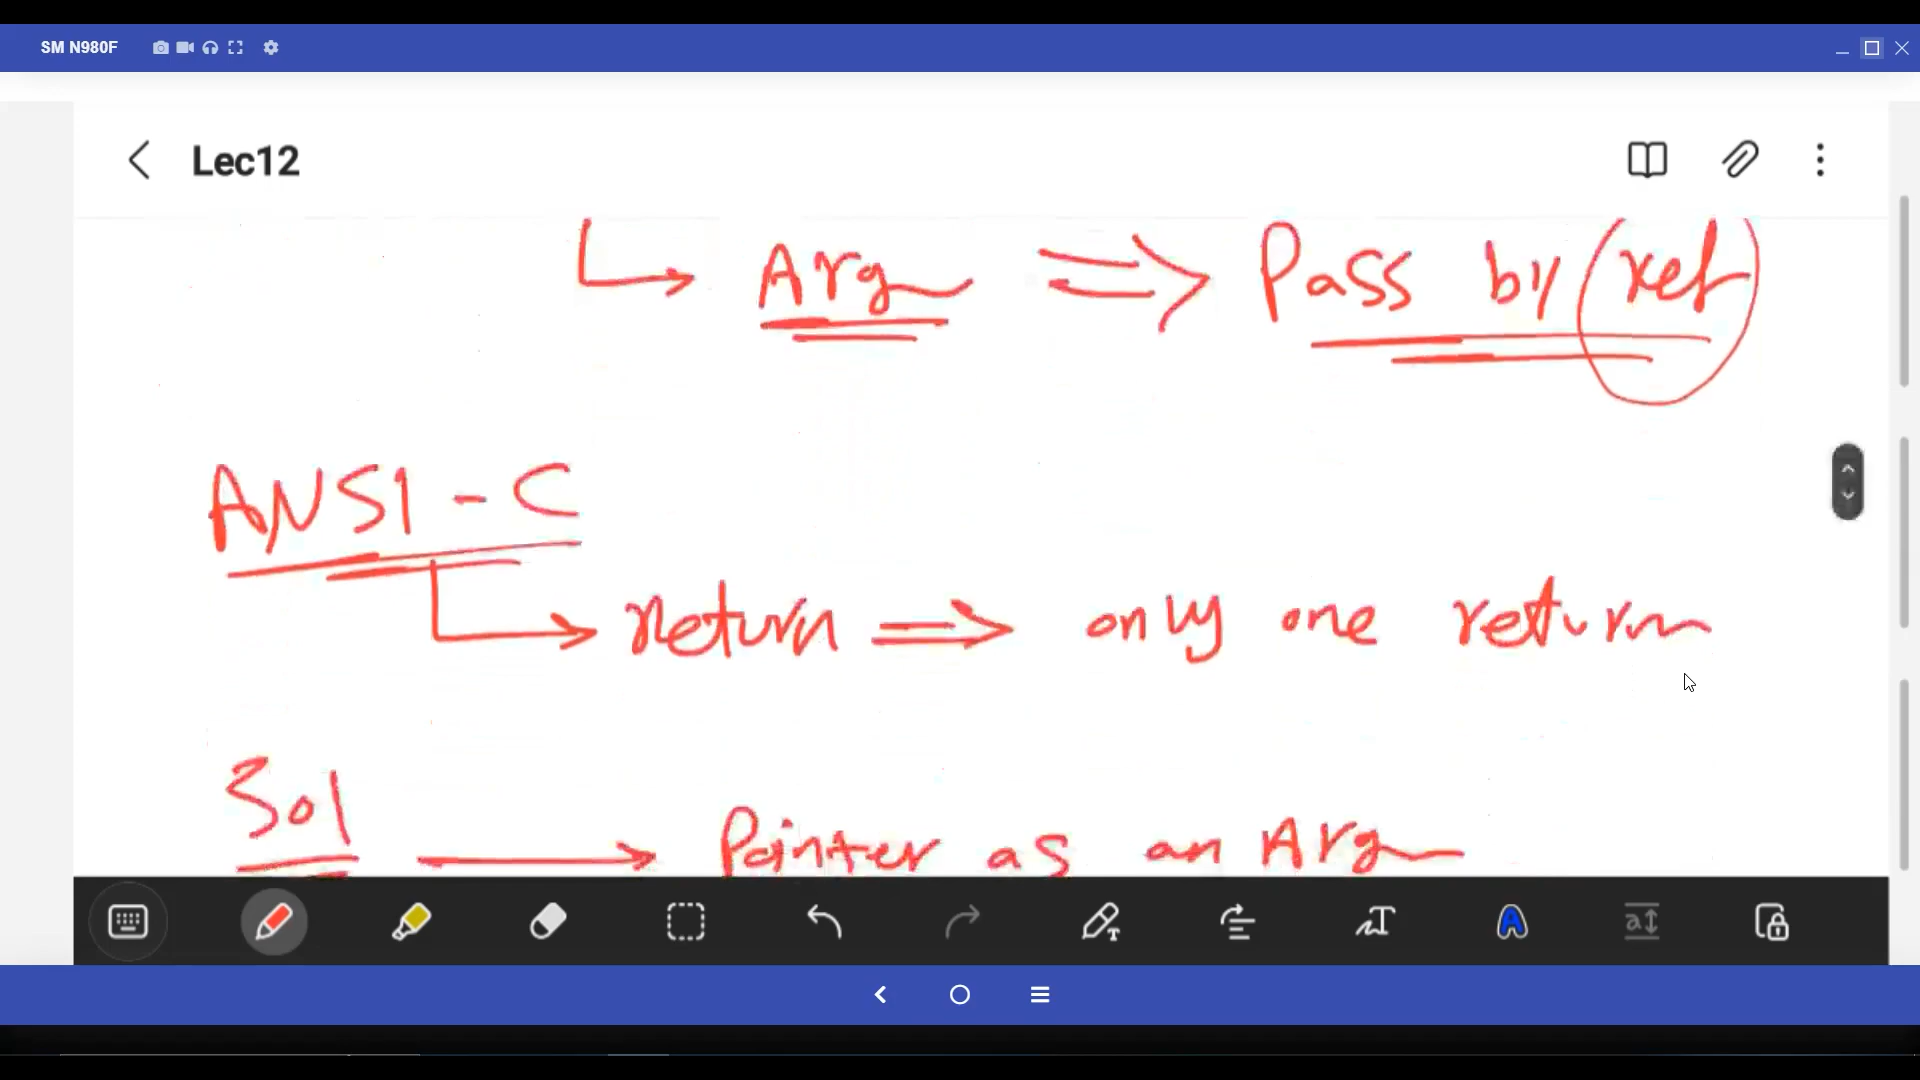 SM N980F
Lec12
Arg ⇒ Pass by ref
ANSI - C
return ⇒ only one return
Sol → Pointer as an Arg